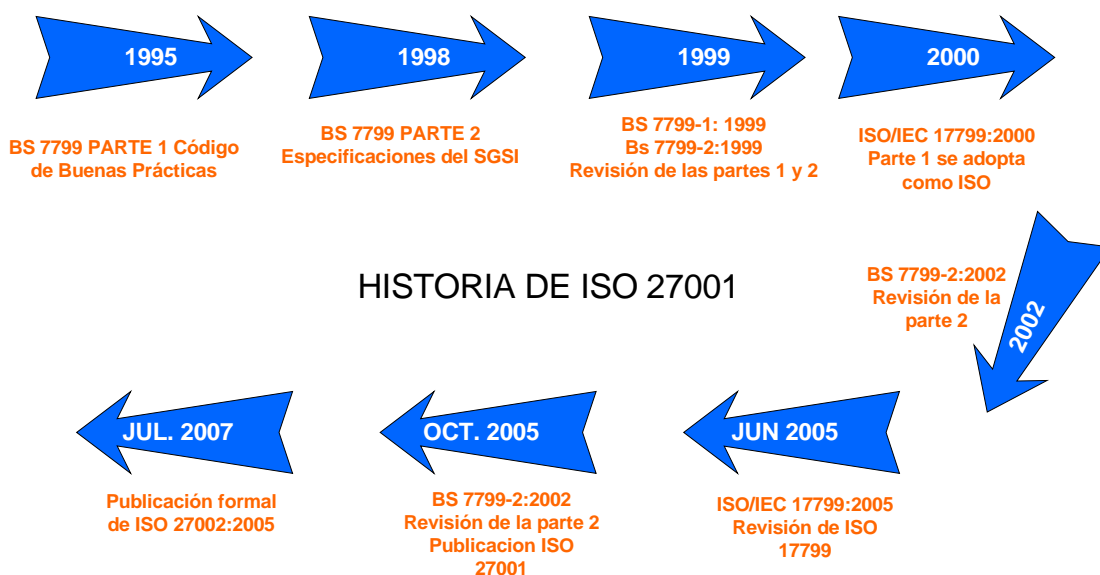 1995
BS 7799 PARTE 1 Código
de Buenas Prácticas
1998
BS 7799 PARTE 2
Especificaciones del SGSI
1999
BS 7799-1: 1999
Bs 7799-2:1999
Revisión de las partes 1 y 2
2000
ISO/IEC 17799:2000
Parte 1 se adopta
como ISO
HISTORIA DE ISO 27001
2002
BS 7799-2:2002
Revisión de la
parte 2
JUN 2005
ISO/IEC 17799:2005
Revisión de ISO
17799
OCT. 2005
BS 7799-2:2002
Revisión de la parte 2
Publicacion ISO
27001
JUL. 2007
Publicación formal
de ISO 27002:2005